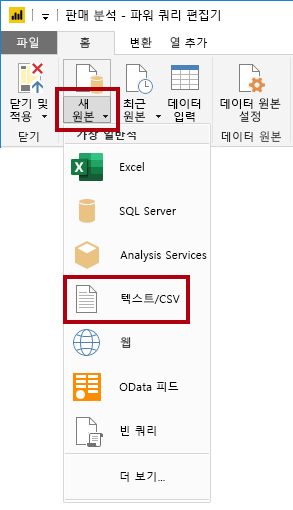 판매 분석 - 파워 쿼리 편집기
파일 홈 변환 열 추가
닫기 및 적용
새 원본
최근 원본
데이터 입력
데이터 원본 설정
닫기
데이터 원본
가장 일반적
Excel
SQL Server
Analysis Services
텍스트/CSV
웹
OData 피드
빈 쿼리
더 보기...